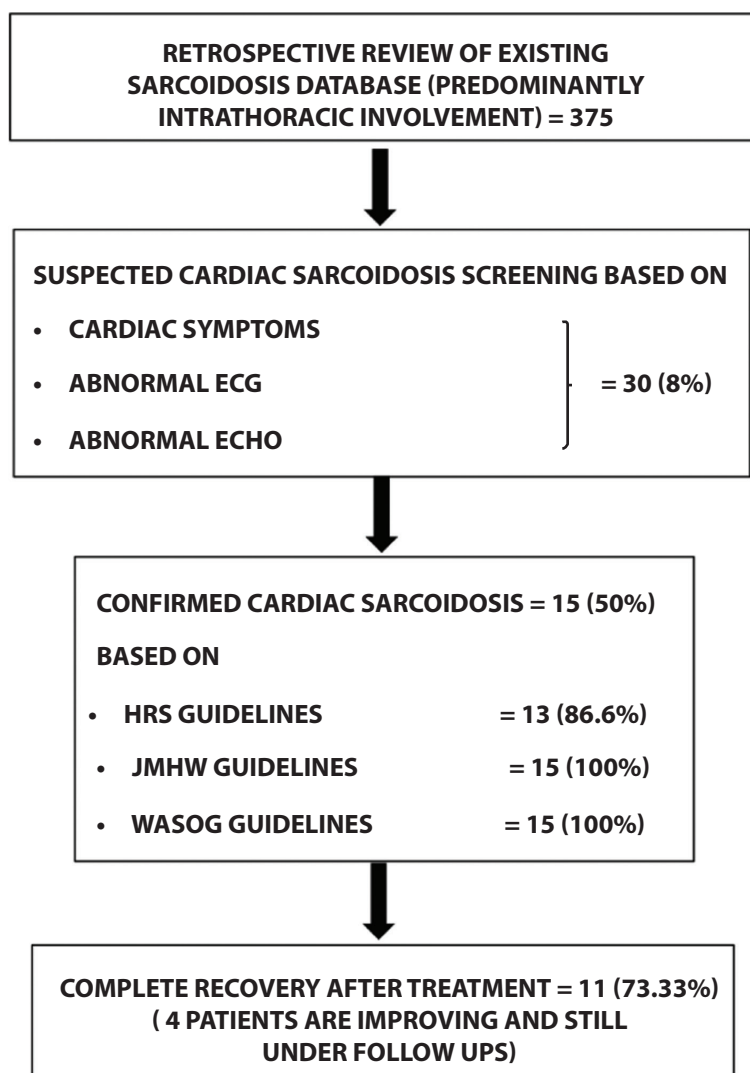 RETROSPECTIVE REVIEW OF EXISTING
SARCOIDOSIS DATABASE (PREDOMINANTLY
INTRATHORACIC INVOLVEMENT) = 375
SUSPECTED CARDIAC SARCOIDOSIS SCREENING BASED ON
• CARDIAC SYMPTOMS
• ABNORMAL ECG = 30 (8%)
• ABNORMAL ECHO
CONFIRMED CARDIAC SARCOIDOSIS = 15 (50%)
BASED ON
• HRS GUIDELINES = 13 (86.6%)
• JMHW GUIDELINES = 15 (100%)
• WASOG GUIDELINES = 15 (100%)
COMPLETE RECOVERY AFTER TREATMENT = 11 (73.33%)
( 4 PATIENTS ARE IMPROVING AND STILL
UNDER FOLLOW UPS)